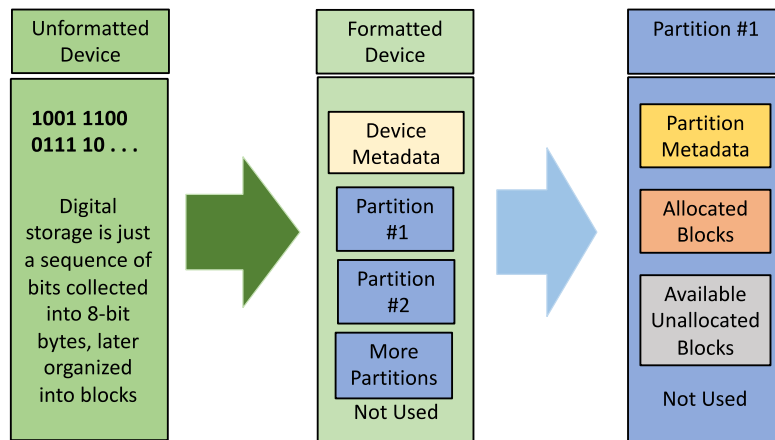 Unformatted
Device
1001 1100
0111 10 . . .
Digital
storage is just
a sequence of
bits collected
into 8-bit
bytes, later
organized
into blocks
Formatted
Device
Device
Metadata
Partition
#1
Partition
#2
More
Partitions
Not Used
Partition #1
Partition
Metadata
Allocated
Blocks
Available
Unallocated
Blocks
Not Used